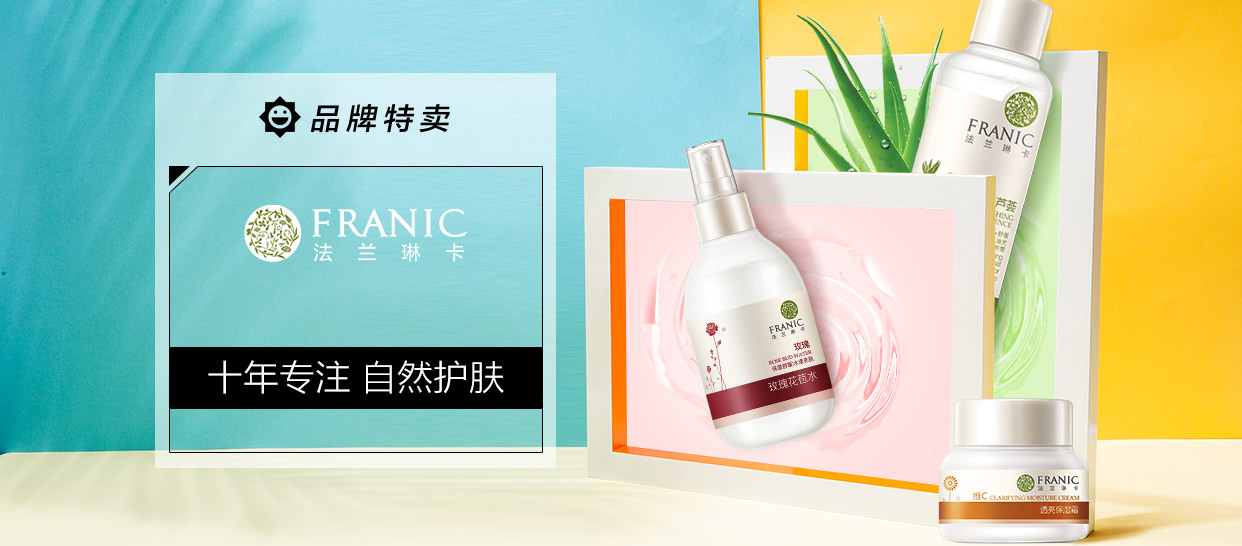 品牌特卖
FRANIC
法兰琳卡
十年专注 自然护肤
FRANIC
法兰琳卡
芦荟
FRANIC
法兰琳卡
玫瑰
ROSE BUD WATER
玫瑰花苞水
FRANIC
法兰琳卡
维C CLARIFYING MOISTURE CREAM
透亮保湿霜